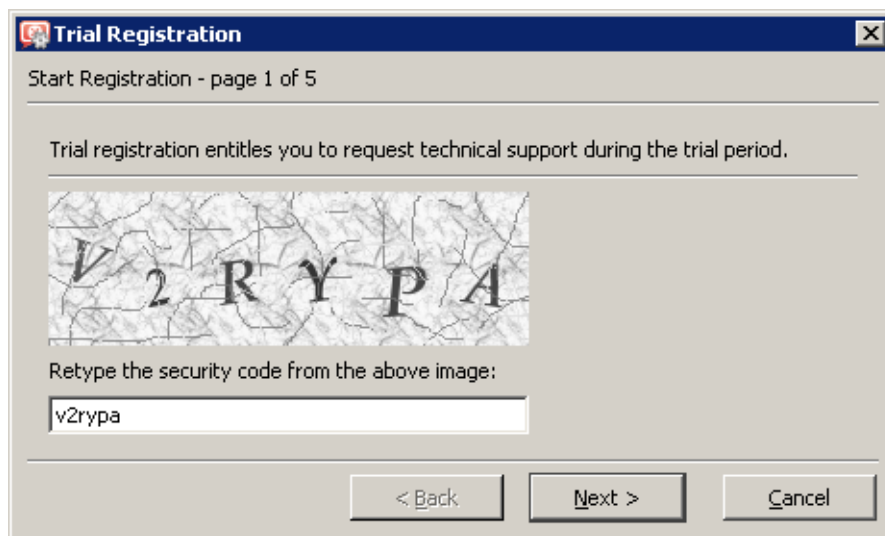 Trial Registration
Start Registration - page 1 of 5
Trial registration entitles you to request technical support during the trial period.
V2RYPA
Retype the security code from the above image:
v2rypa
< Back Next > Cancel